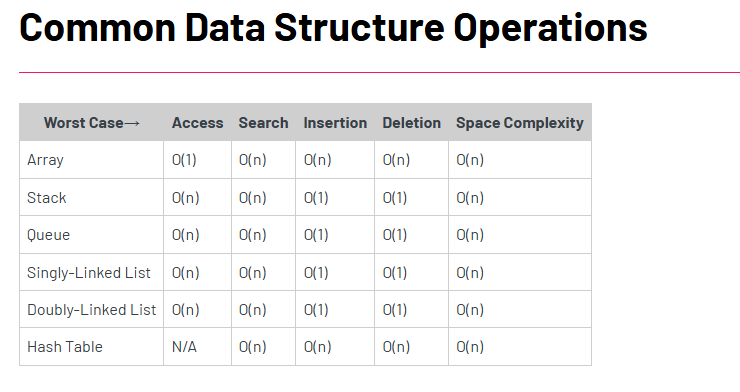 Common Data Structure Operations
Worst Case→ Access Search Insertion Deletion Space Complexity
Array O(1) O(n) O(n) O(n) O(n)
Stack O(n) O(n) O(1) O(1) O(n)
Queue O(n) O(n) O(1) O(1) O(n)
Singly-Linked List O(n) O(n) O(1) O(1) O(n)
Doubly-Linked List O(n) O(n) O(1) O(1) O(n)
Hash Table N/A O(n) O(n) O(n) O(n)